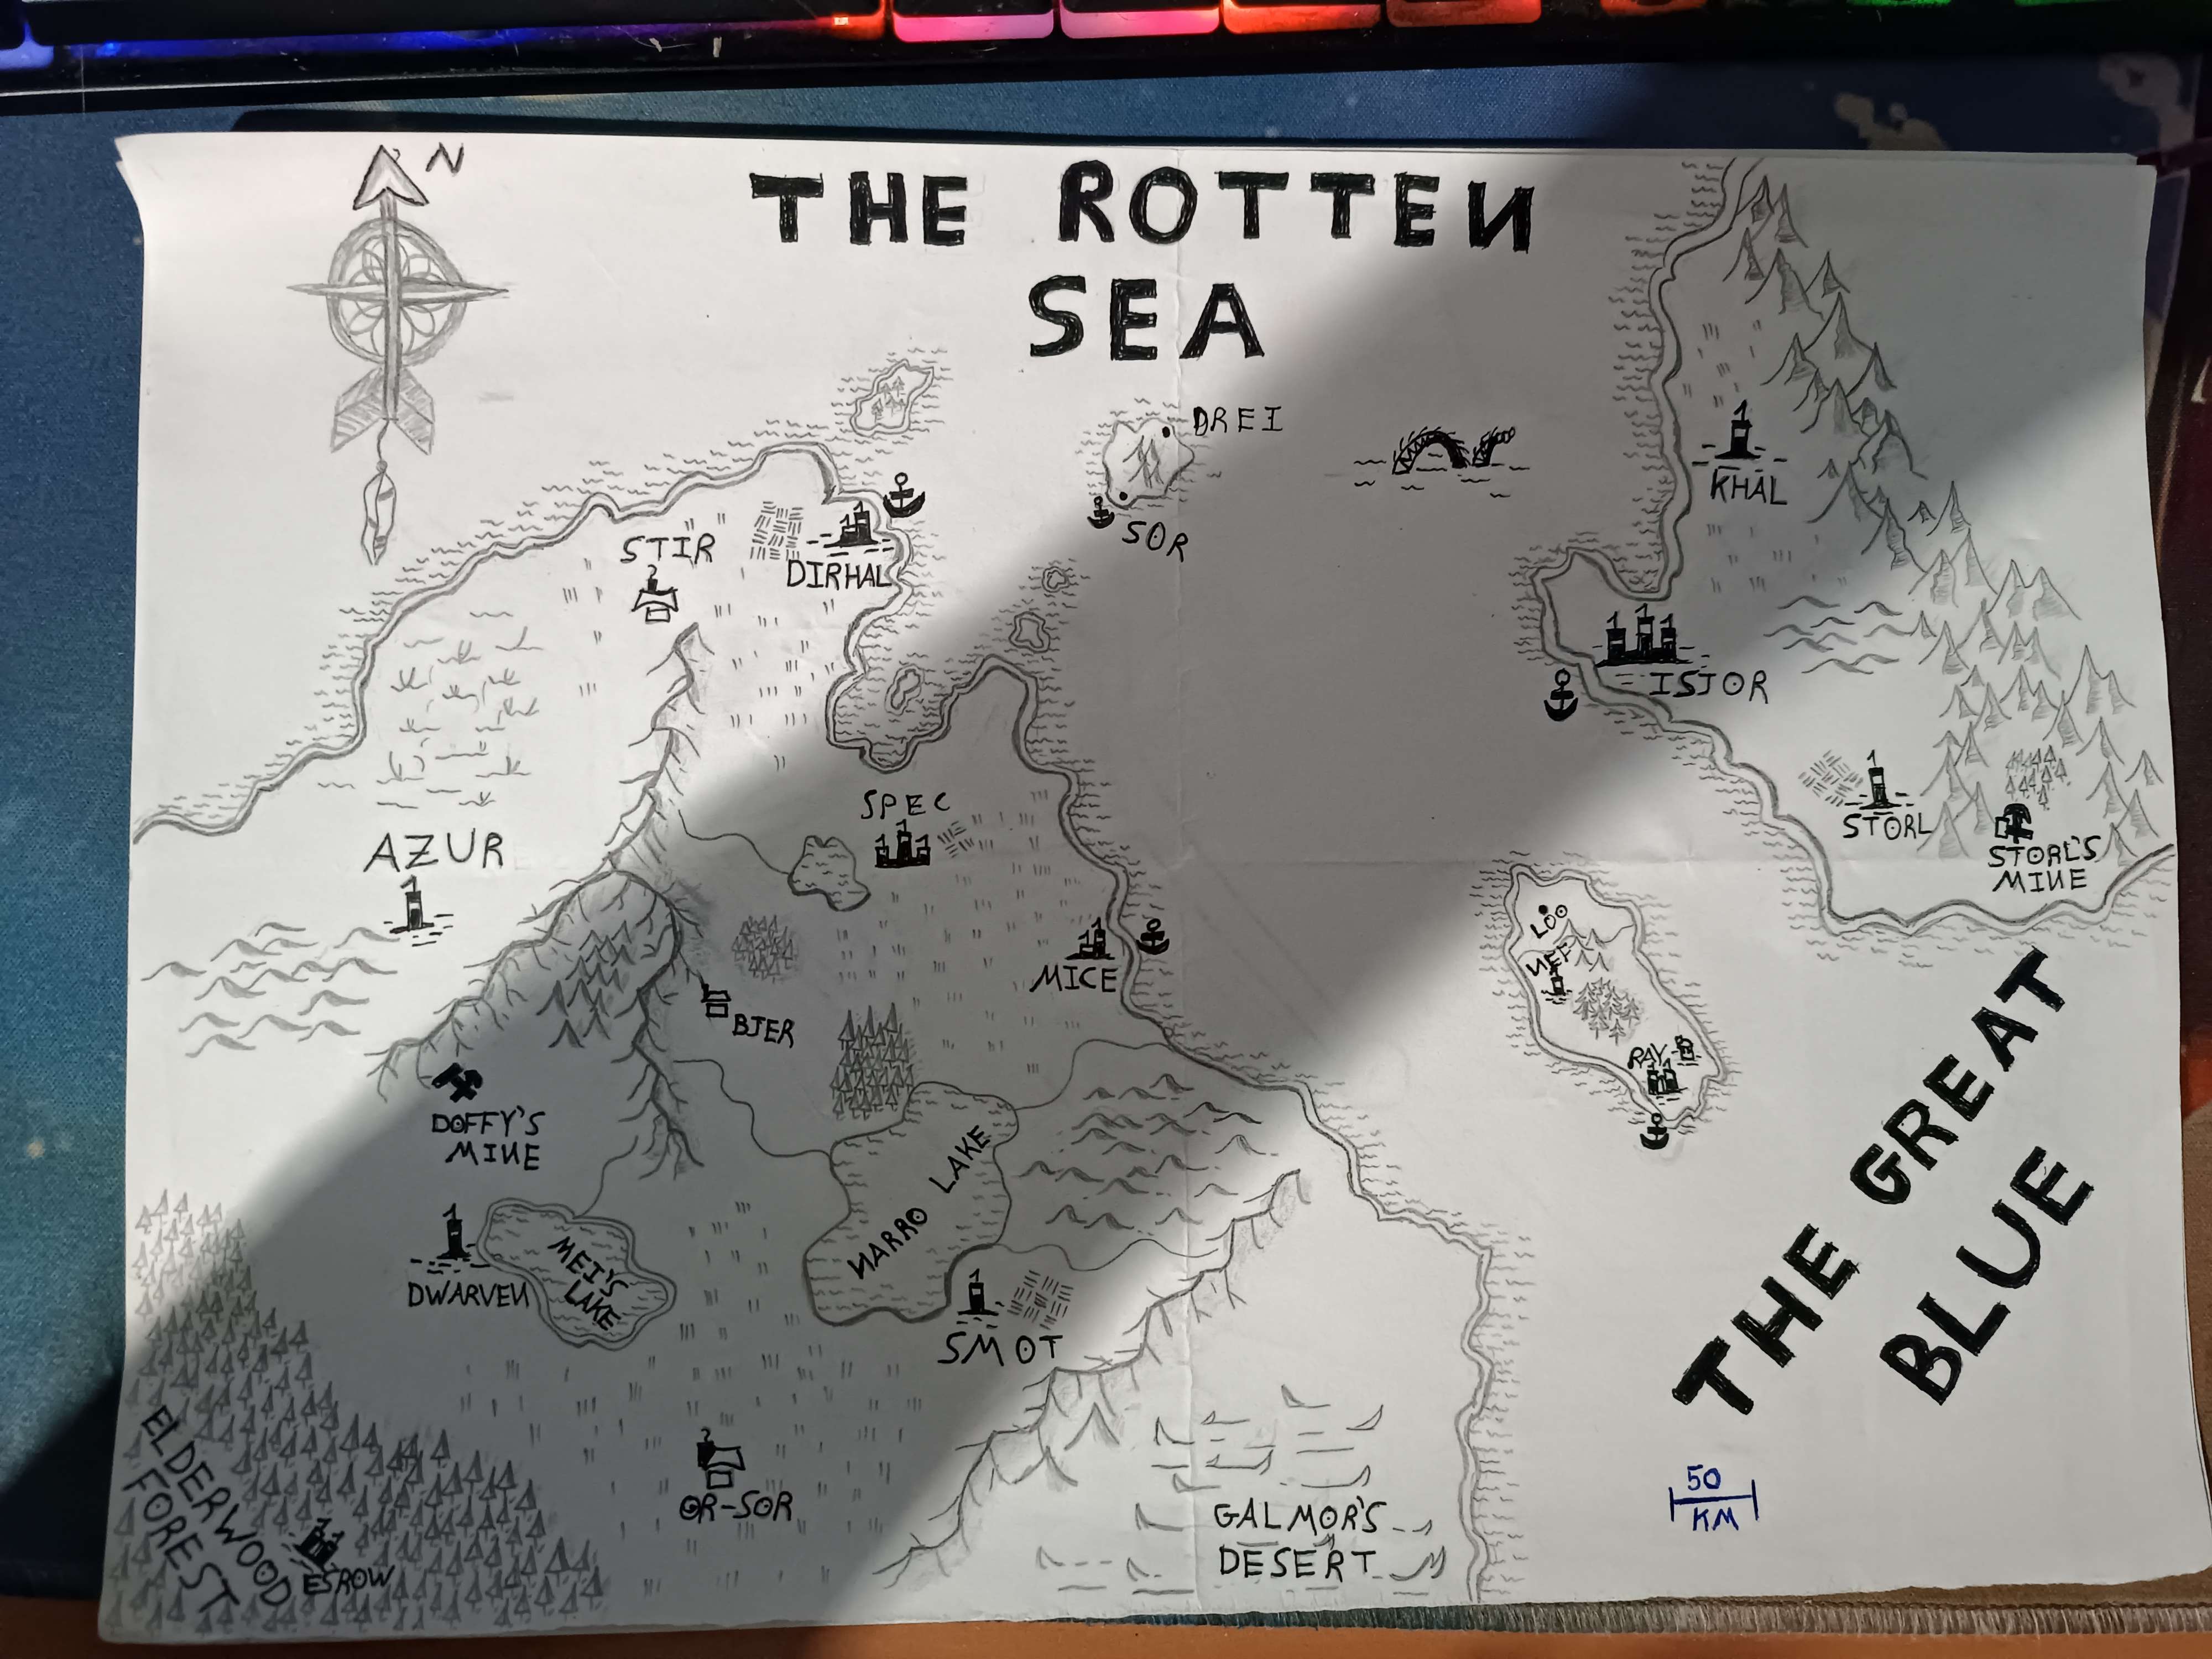 N
THE ROTTEN
SEA
DREI
SOR
KHAL
STIR
DIRHAL
ISJOR
SPEC
STORL
STORL'S
MINE
AZUR
LOO
NEF
MICE
BJER
RAY
DOFFY'S
MINE
NARRO LAKE
MEI'S
LAKE
DWARVEN
SMOT
THE GREAT
BLUE
OR-SOR
50
KM
GALMOR'S
DESERT
ELDERWOOD
FOREST
ESROW